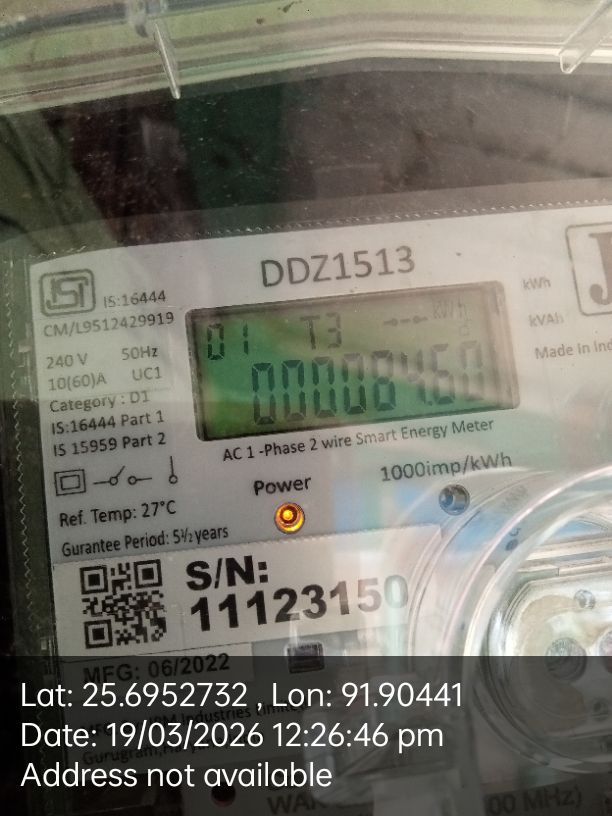 DDZ1513
IS:16444
CM/L9512429919
240 V 50Hz
10(60)A UC1
Category : D1
IS:16444 Part 1
IS 15959 Part 2
01 T3 kWh
000084.60
kWh
kVAh
Made in Ind
AC 1 -Phase 2 wire Smart Energy Meter
Power
1000imp/kWh
Ref. Temp: 27°C
Gurantee Period: 5½ years
S/N:
11123150
MFG: 06/2022
Lat: 25.6952732 , Lon: 91.90441
Date: 19/03/2026 12:26:46 pm
Address not available